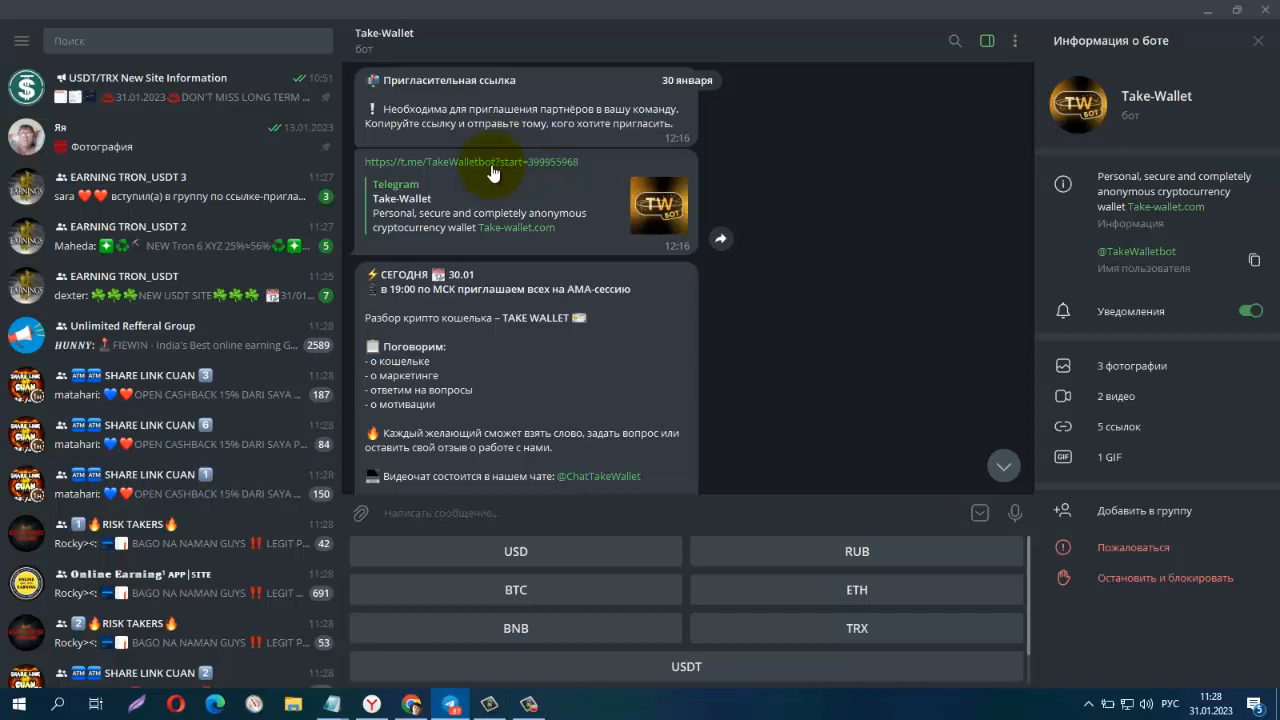 Поиск
USDT/TRX New Site Information
10:51
31.01.2023 DON'T MISS LONG TERM ...
Яя
13.01.2023
Фотография
EARNING TRON_USDT 3
11:27
sara ❤️❤️ вступил(а) в группу по ссылке-пригла...
3
EARNING TRON_USDT 2
11:27
Maheda: NEW Tron 6 XYZ 25%≈56%
5
EARNING TRON_USDT
11:25
dexter: ☘️☘️☘️NEW USDT SITE☘️☘️☘️ 📅31/01...
7
Unlimited Refferal Group
11:28
HUNNY: FIEWIN - India's Best online earning G...
2589
🏧🏧 SHARE LINK CUAN 3️⃣
11:28
matahari: 💙❤️OPEN CASHBACK 15% DARI SAYA ...
187
🏧🏧 SHARE LINK CUAN 6️⃣
11:28
matahari: 💙❤️OPEN CASHBACK 15% DARI SAYA P...
84
🏧🏧 SHARE LINK CUAN 1️⃣
11:28
matahari: 💙❤️OPEN CASHBACK 15% DARI SAYA ...
150
1️⃣🔥RISK TAKERS🔥
11:28
Rocky><: BAGO NA NAMAN GUYS ‼️ LEGIT P...
42
Online Earning¹ APP|SITE
11:28
Rocky><: BAGO NA NAMAN GUYS ‼️ LEGIT ...
691
2️⃣🔥RISK TAKERS🔥
11:28
Rocky><: BAGO NA NAMAN GUYS ‼️ LEGIT P...
53
🏧🏧 SHARE LINK CUAN 2️⃣
11:28
Take-Wallet
бот
Пригласительная ссылка
30 января
❗ Необходима для приглашения партнёров в вашу команду.
Копируйте ссылку и отправьте тому, кого хотите пригласить.
12:16
https://t.me/TakeWalletbot?start=399955968
Telegram
Take-Wallet
Personal, secure and completely anonymous
cryptocurrency wallet Take-wallet.com
TW
БОТ
12:16
⚡СЕГОДНЯ 📆 30.01
в 19:00 по МСК приглашаем всех на АМА-сессию
Разбор крипто кошелька – TAKE WALLET 💳
📋 Поговорим:
- о кошельке
- о маркетинге
- ответим на вопросы
- о мотивации
🔥 Каждый желающий сможет взять слово, задать вопрос или
оставить свой отзыв о работе с нами.
Видеочат состоится в нашем чате: @ChatTakeWallet
Написать сообщение...
USD
RUB
BTC
ETH
BNB
TRX
USDT
Информация о боте
TW
БОТ
Take-Wallet
бот
Personal, secure and completely
anonymous cryptocurrency
wallet Take-wallet.com
Информация
@TakeWalletbot
Имя пользователя
Уведомления
3 фотографии
2 видео
5 ссылок
GIF
1 GIF
Добавить в группу
Пожаловаться
Остановить и блокировать
РУС
11:28
31.01.2023
5